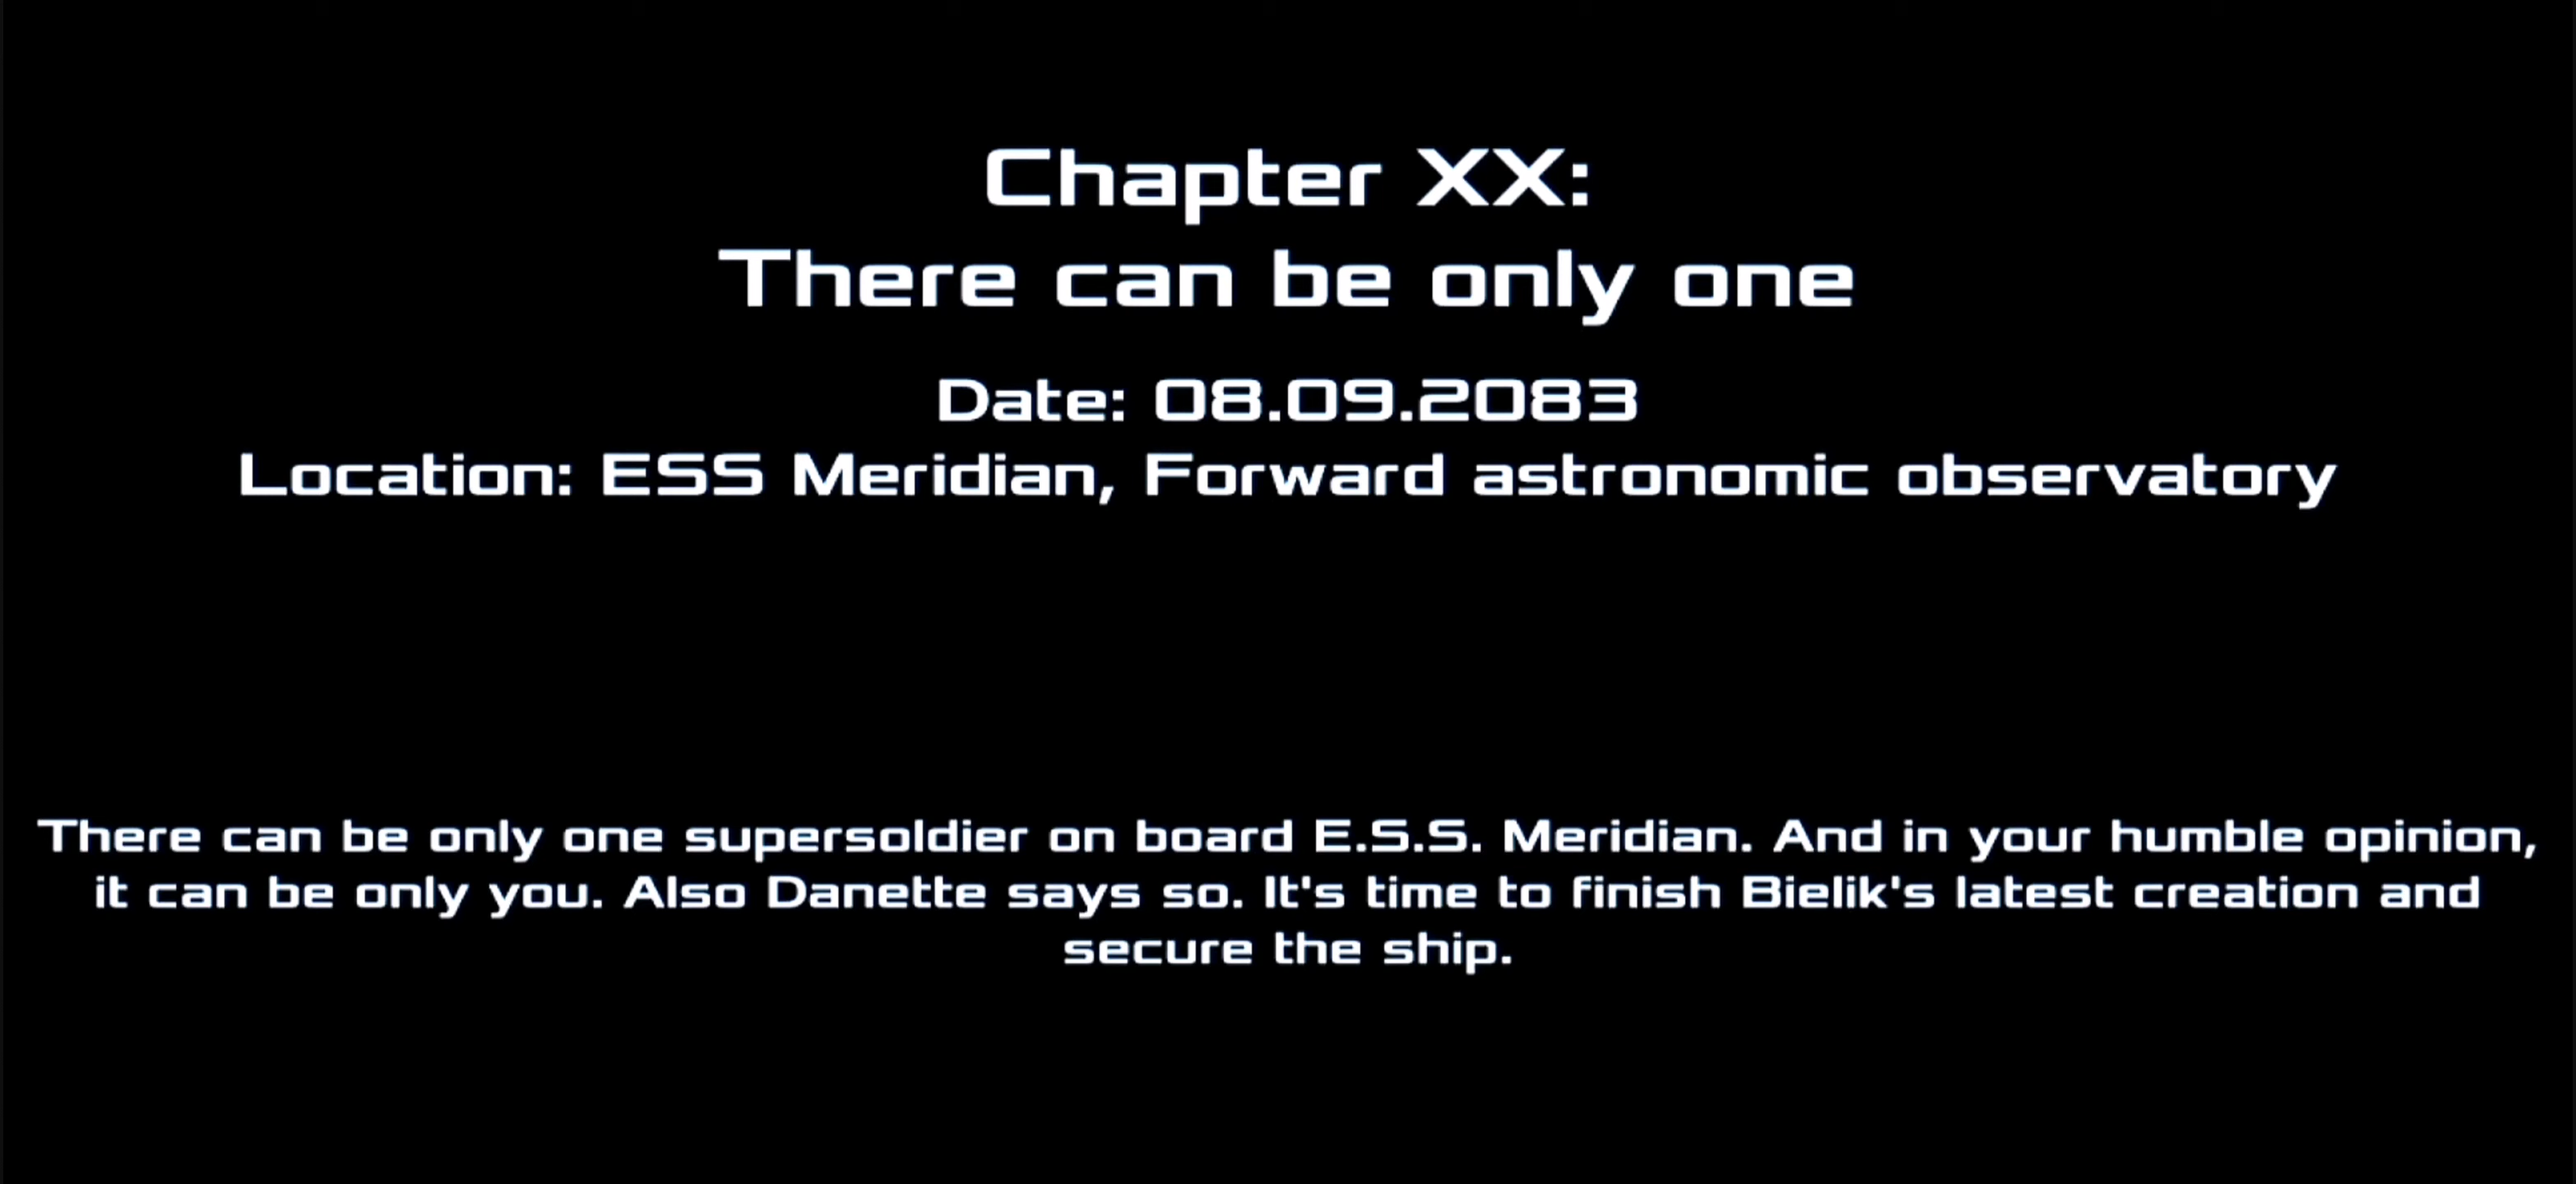 Chapter XX:
There can be only one
Date: 08.09.2083
Location: ESS Meridian, Forward astronomic observatory
There can be only one supersoldier on board E.S.S. Meridian. And in your humble opinion,
it can be only you. Also Danette says so. It's time to finish Bielik's latest creation and
secure the ship.